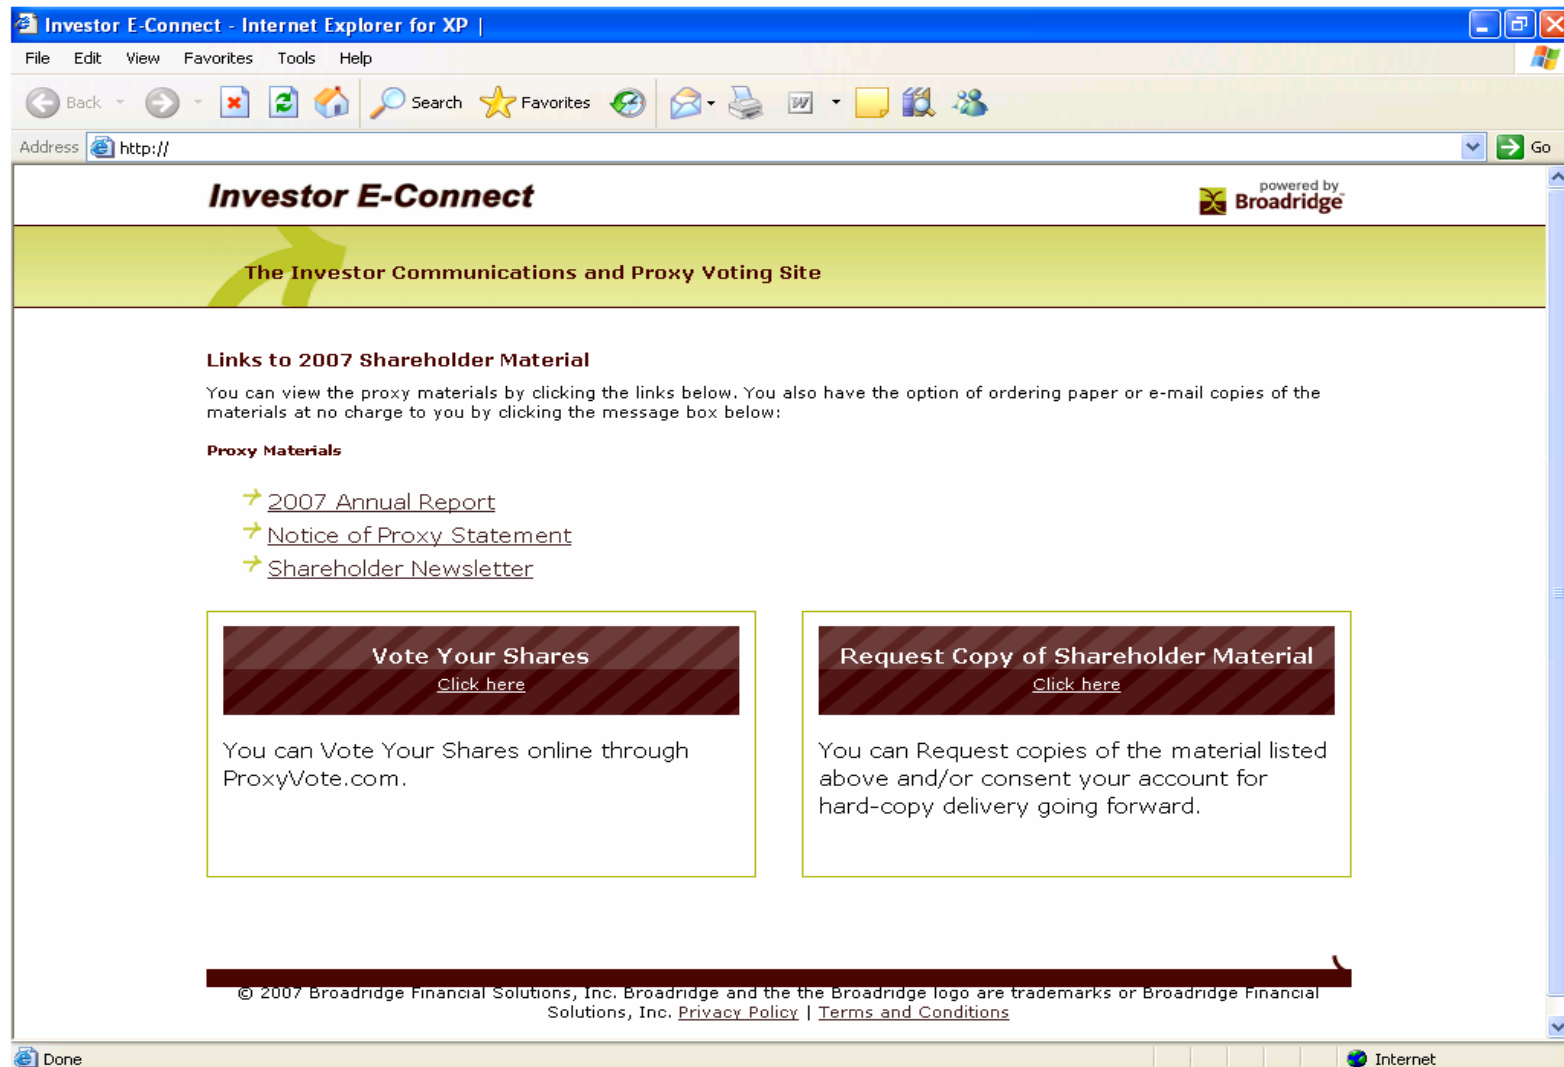 Investor E-Connect - Internet Explorer for XP |
File Edit View Favorites Tools Help
Back Search Favorites
Address http:// Go
Investor E-Connect
powered by
Broadridge
The Investor Communications and Proxy Voting Site
Links to 2007 Shareholder Material
You can view the proxy materials by clicking the links below. You also have the option of ordering paper or e-mail copies of the
materials at no charge to you by clicking the message box below:
Proxy Materials
2007 Annual Report
Notice of Proxy Statement
Shareholder Newsletter
Vote Your Shares
Click here
You can Vote Your Shares online through
ProxyVote.com.
Request Copy of Shareholder Material
Click here
You can Request copies of the material listed
above and/or consent your account for
hard-copy delivery going forward.
© 2007 Broadridge Financial Solutions, Inc. Broadridge and the the Broadridge logo are trademarks or Broadridge Financial
Solutions, Inc. Privacy Policy | Terms and Conditions
Done Internet